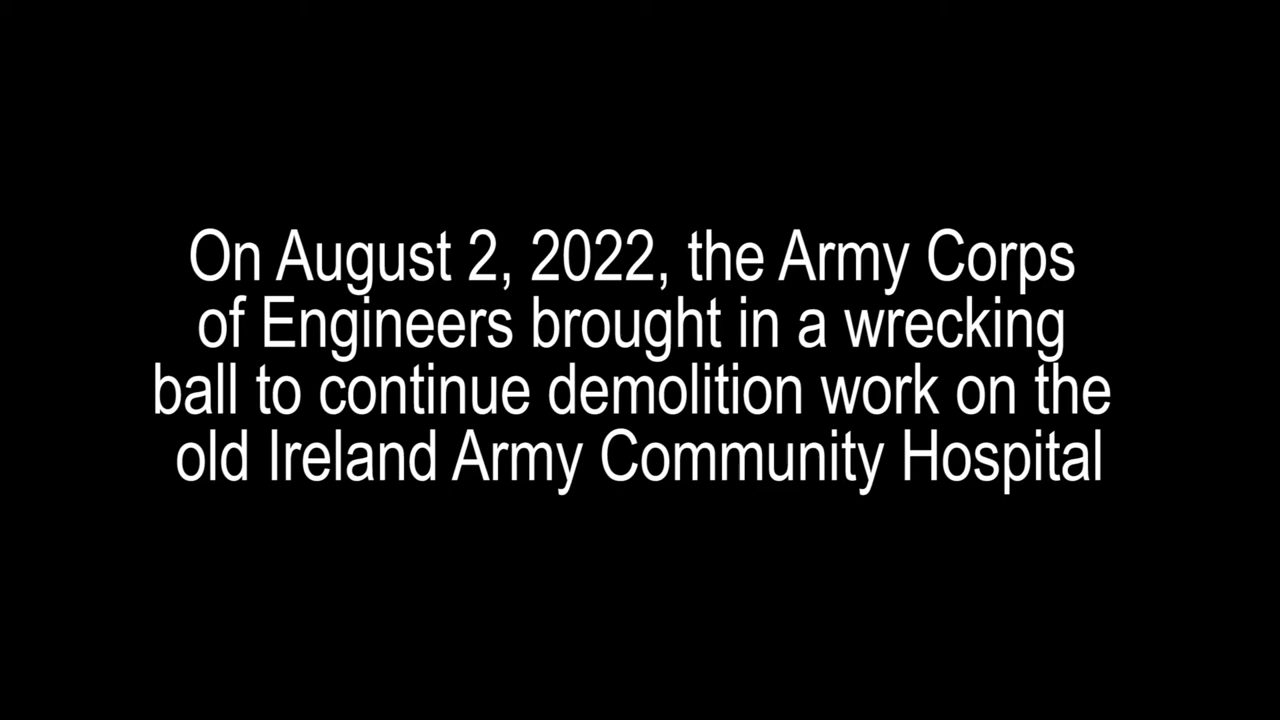 On August 2, 2022, the Army Corps
of Engineers brought in a wrecking
ball to continue demolition work on the
old Ireland Army Community Hospital